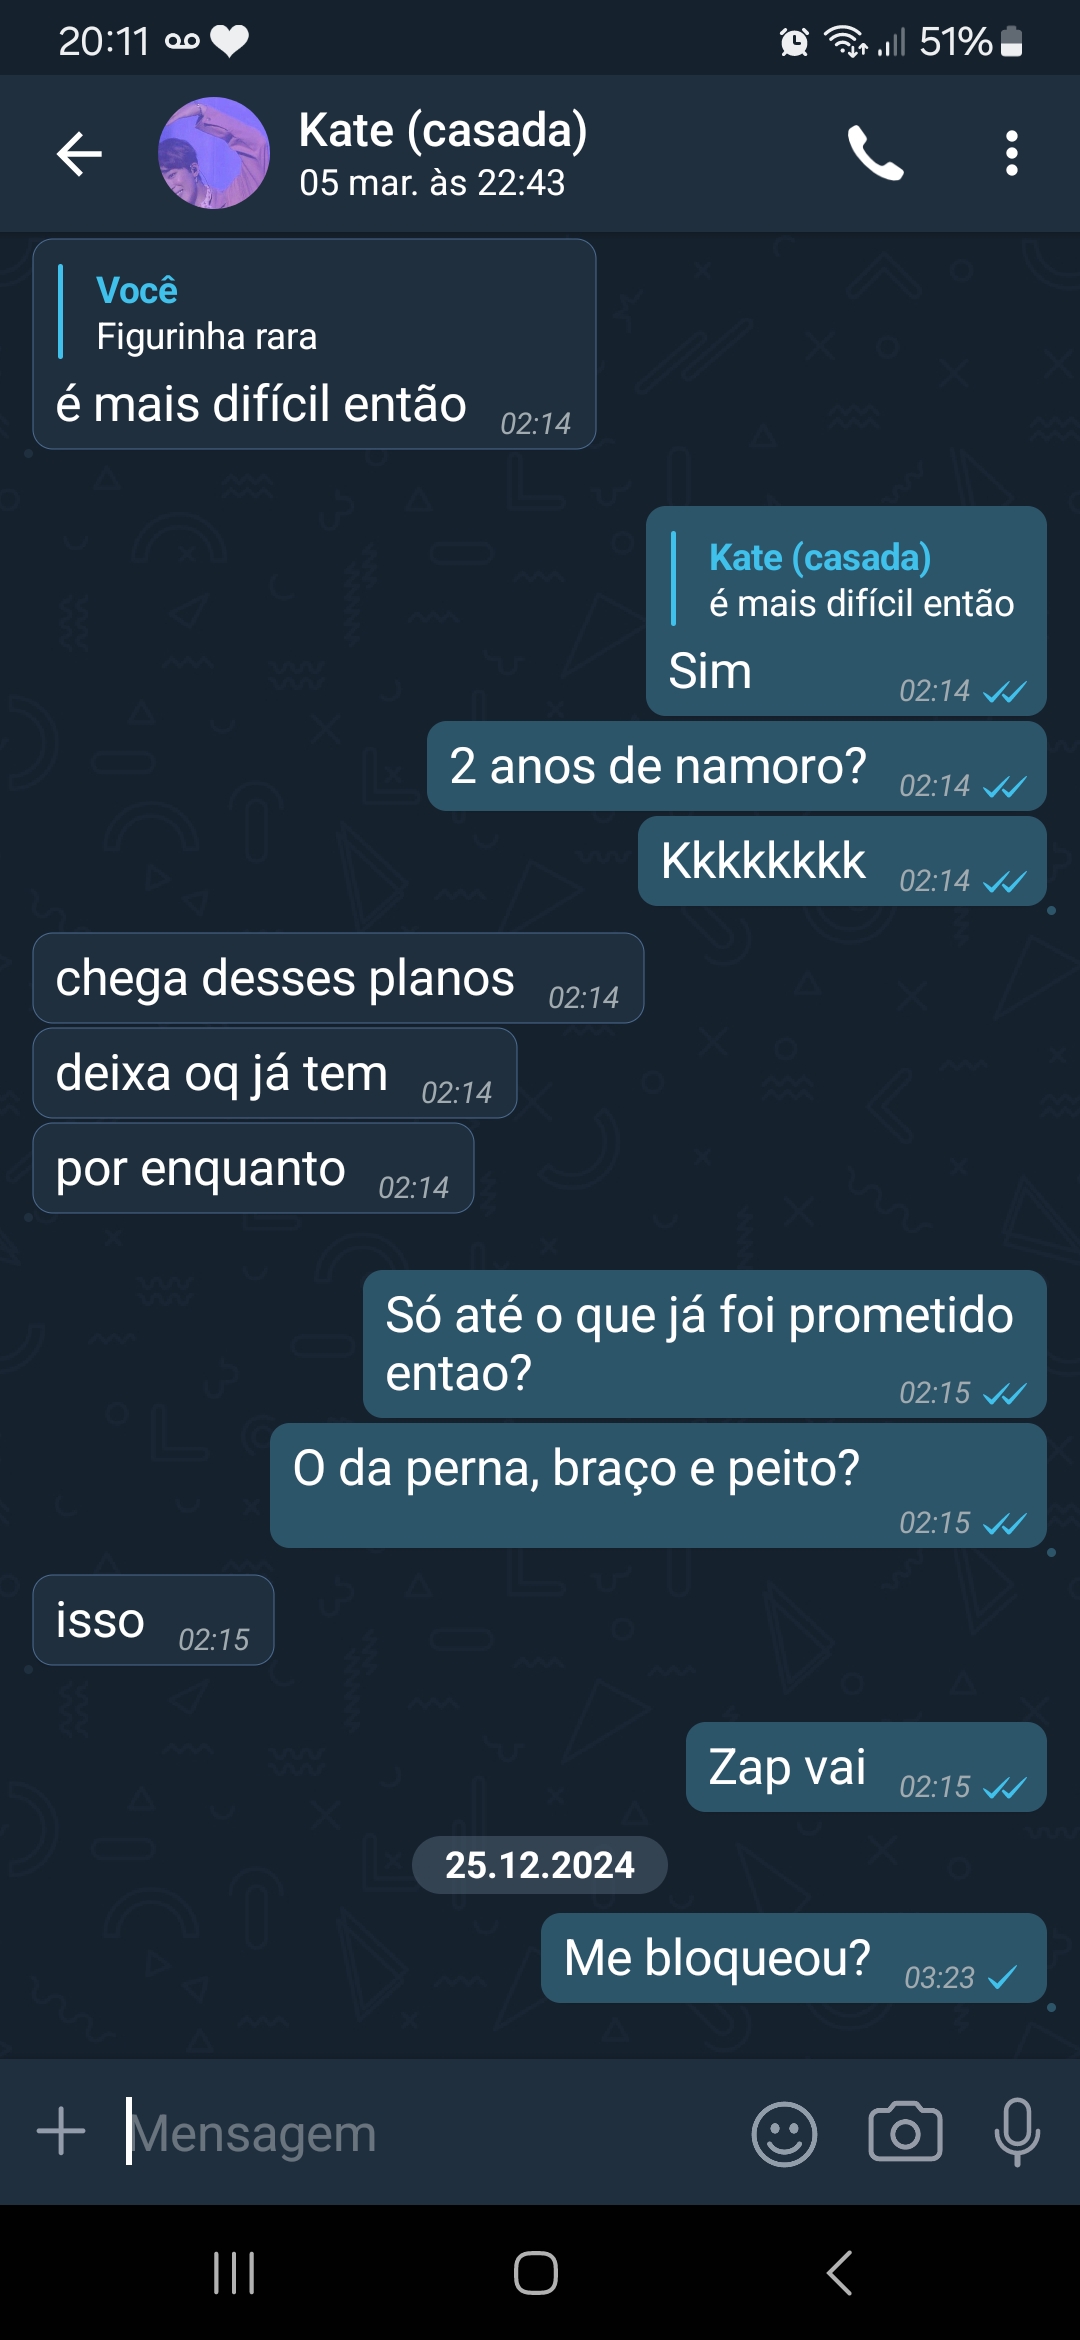 20:11
51%
Kate (casada)
05 mar. às 22:43
Você
Figurinha rara
é mais difícil então 02:14
Kate (casada)
é mais difícil então
Sim 02:14
2 anos de namoro? 02:14
Kkkkkkkk 02:14
chega desses planos 02:14
deixa oq já tem 02:14
por enquanto 02:14
Só até o que já foi prometido
entao? 02:15
O da perna, braço e peito?
02:15
isso 02:15
Zap vai 02:15
25.12.2024
Me bloqueou? 03:23
Mensagem